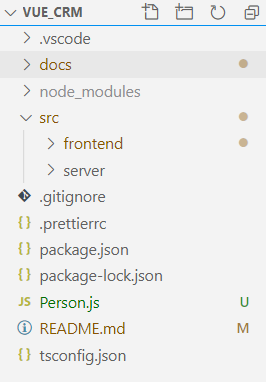 VUE_CRM
.vscode
docs
node_modules
src
frontend
server
.gitignore
.prettierrc
package.json
package-lock.json
Person.js U
README.md M
tsconfig.json